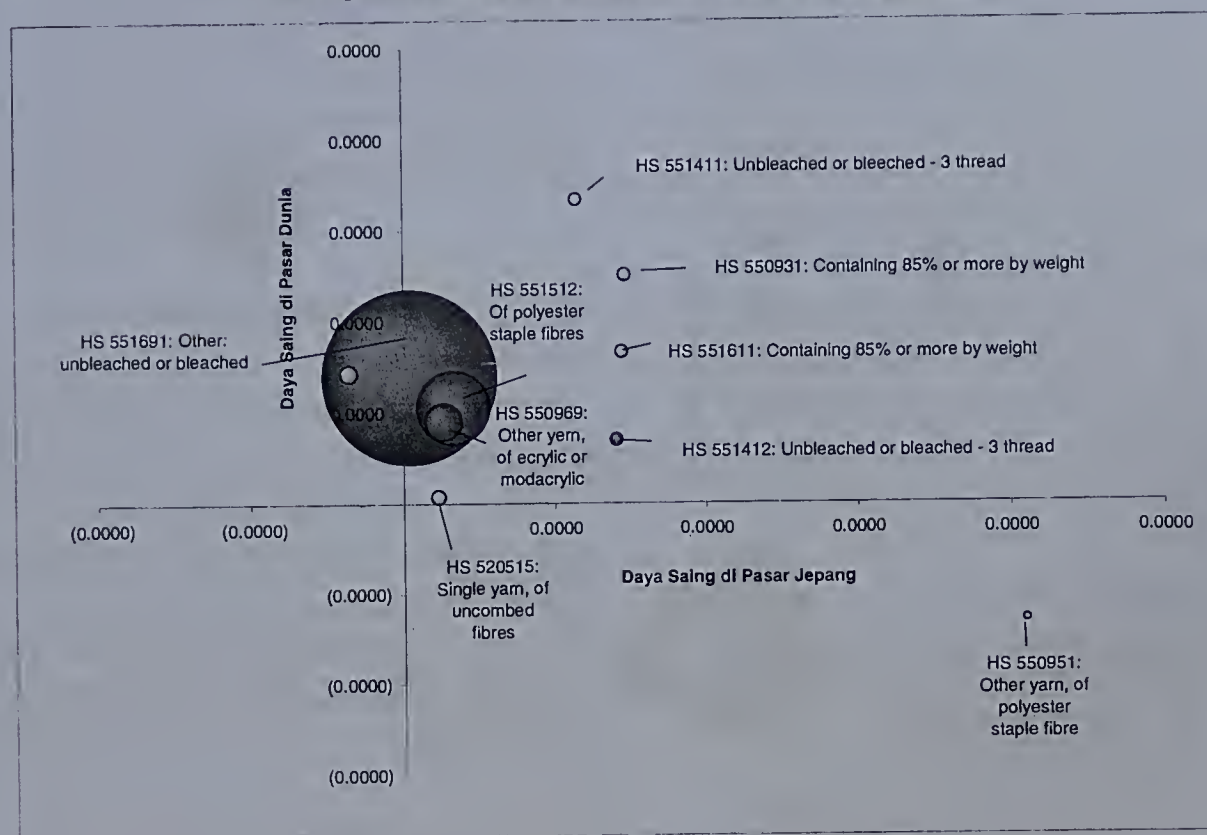 0.0000
0.0000
0.0000
0.0000
0.0000
Daya Saing di Pasar Dunia
HS 551411: Unbleached or bleeched - 3 thread
HS 550931: Containing 85% or more by weight
HS 551512:
Of polyester
staple fibres
HS 551691: Other:
unbleached or bleached
HS 551611: Containing 85% or more by weight
HS 550969:
Other yern,
of ecrylic or
modacrylic
HS 551412: Unbleached or bleached - 3 thread
(0.0000)
(0.0000)
0.0000
0.0000
0.0000
0.0000
0.0000
HS 520515:
Single yarn, of
uncombed
fibres
Daya Saing di Pasar Jepang
(0.0000)
(0.0000)
(0.0000)
HS 550951:
Other yarn, of
polyester
staple fibre